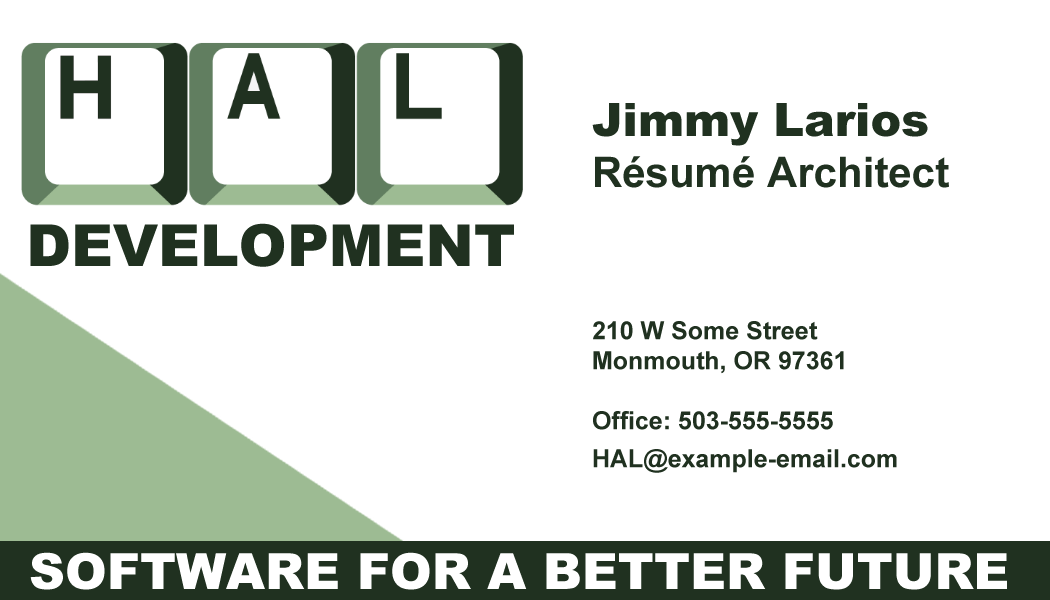 HAL
DEVELOPMENT
Jimmy Larios
Résumé Architect
210 W Some Street
Monmouth, OR 97361
Office: 503-555-5555
HAL@example-email.com
SOFTWARE FOR A BETTER FUTURE